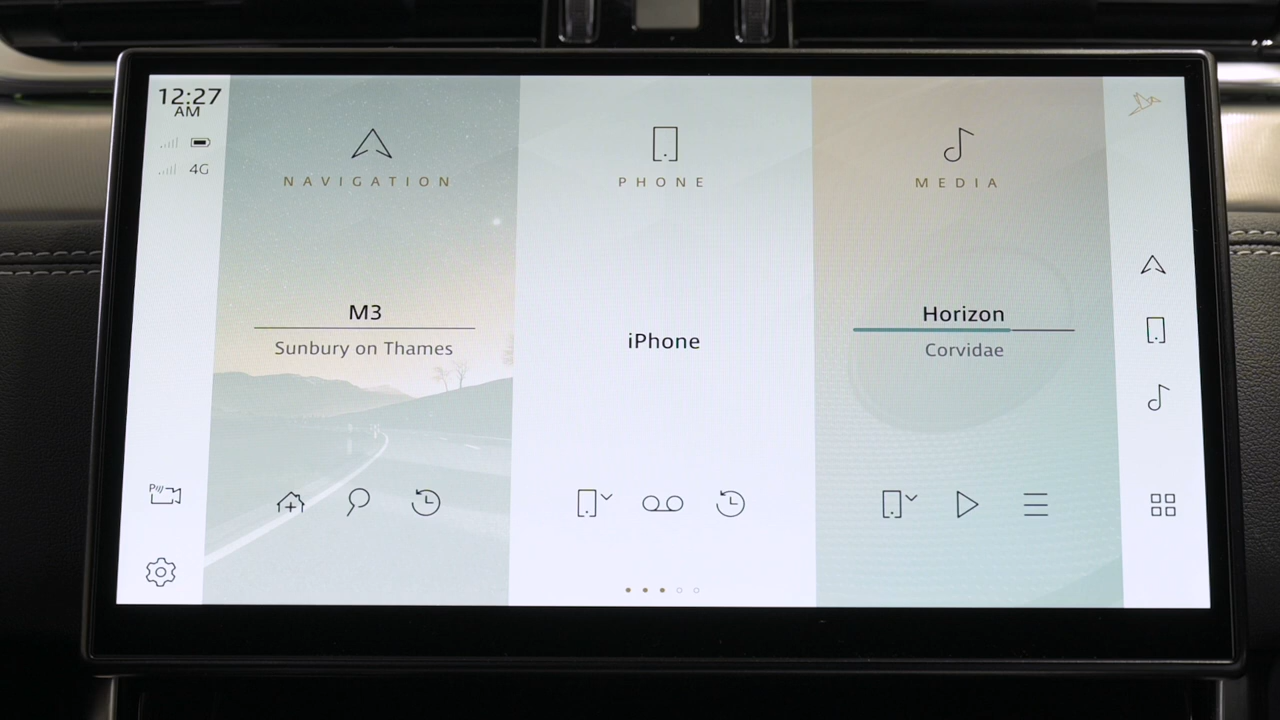 12:27
AM
4G
NAVIGATION
M3
Sunbury on Thames
PHONE
iPhone
MEDIA
Horizon
Corvidae
P